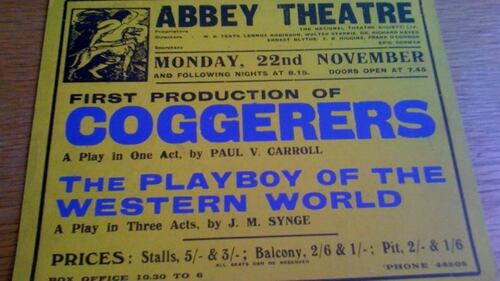 ABBEY THEATRE
Proprietors THE NATIONAL THEATRE SOCIETY, Ltd.
Directors W. B. YEATS, LENNOX ROBINSON, WALTER STARKIE, DR. RICHARD HAYES
ERNEST BLYTHE, F. R. HIGGINS, FRANK O'CONNOR
Secretary ERIC GORMAN
MONDAY, 22nd NOVEMBER
AND FOLLOWING NIGHTS AT 8.15. DOORS OPEN AT 7.45
FIRST PRODUCTION OF
COGGERERS
A Play in One Act, by PAUL V. CARROLL
THE PLAYBOY OF THE
WESTERN WORLD
A Play in Three Acts, by J. M. SYNGE
PRICES: Stalls, 5/- & 3/-; Balcony, 2/6 & 1/-; Pit, 2/- & 1/6
ALL SEATS CAN BE RESERVED
BOX OFFICE 10.30 TO 6 'PHONE 44505